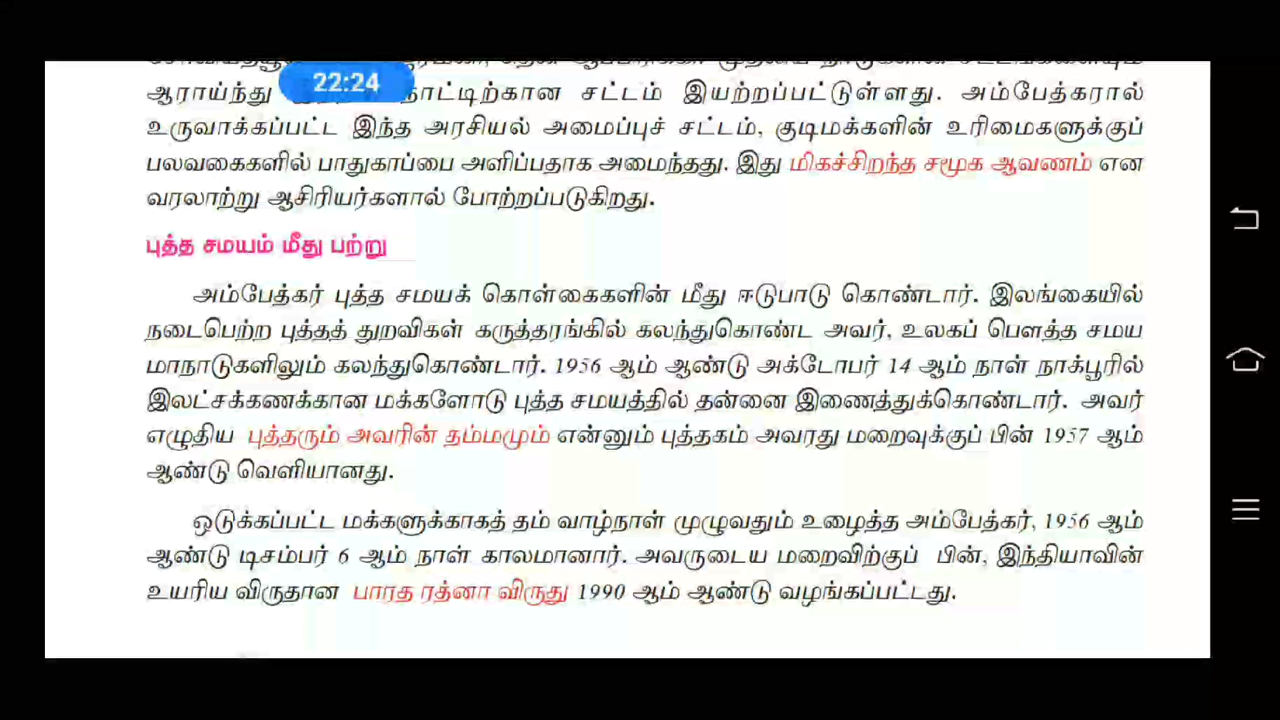 22:24
ஆராய்ந்து நாட்டிற்கான சட்டம் இயற்றப்பட்டுள்ளது. அம்பேத்கரால்
உருவாக்கப்பட்ட இந்த அரசியல் அமைப்புச் சட்டம், குடிமக்களின் உரிமைகளுக்குப்
பலவகைகளில் பாதுகாப்பை அளிப்பதாக அமைந்தது. இது மிகச்சிறந்த சமூக ஆவணம் என
வரலாற்று ஆசிரியர்களால் போற்றப்படுகிறது.
புத்த சமயம் மீது பற்று
அம்பேத்கர் புத்த சமயக் கொள்கைகளின் மீது ஈடுபாடு கொண்டார். இலங்கையில்
நடைபெற்ற புத்தத் துறவிகள் கருத்தரங்கில் கலந்துகொண்ட அவர், உலகப் பௌத்த சமய
மாநாடுகளிலும் கலந்துகொண்டார். 1956 ஆம் ஆண்டு அக்டோபர் 14 ஆம் நாள் நாக்பூரில்
இலட்சக்கணக்கான மக்களோடு புத்த சமயத்தில் தன்னை இணைத்துக்கொண்டார். அவர்
எழுதிய புத்தரும் அவரின் தம்மமும் என்னும் புத்தகம் அவரது மறைவுக்குப் பின் 1957 ஆம்
ஆண்டு வெளியானது.
ஒடுக்கப்பட்ட மக்களுக்காகத் தம் வாழ்நாள் முழுவதும் உழைத்த அம்பேத்கர், 1956 ஆம்
ஆண்டு டிசம்பர் 6 ஆம் நாள் காலமானார். அவருடைய மறைவிற்குப் பின், இந்தியாவின்
உயரிய விருதான பாரத ரத்னா விருது 1990 ஆம் ஆண்டு வழங்கப்பட்டது.